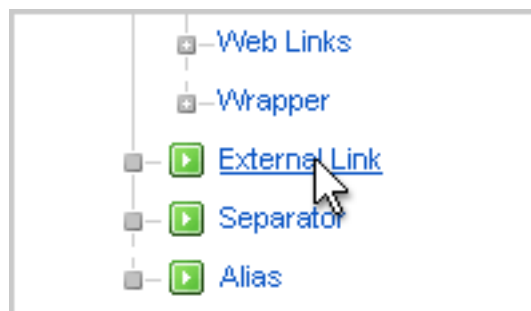 Web Links
Wrapper
External Link
Separator
Alias